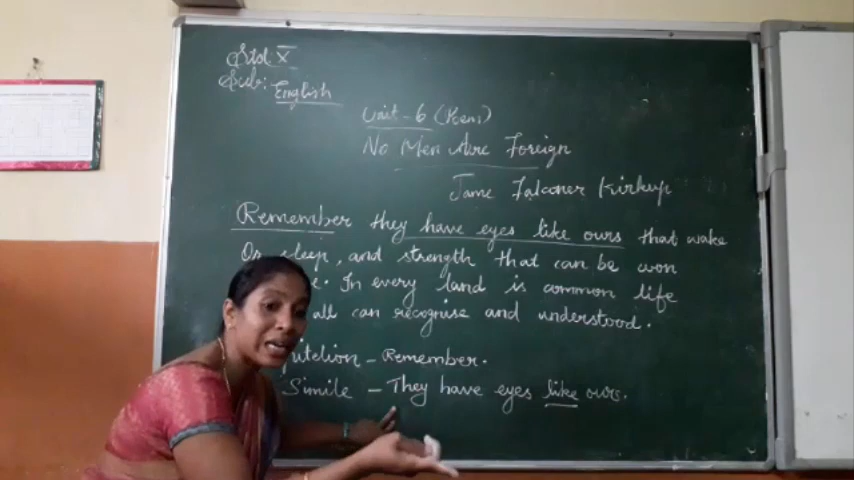 Std. X
Sub: English
Unit-6 (Poem)
No Men Are Foreign
Jame Falconer Kirkup
Remember they have eyes like ours that wake
Or sleep, and strength that can be won
In every land is common life
all can recognise and understood.
Remember.
Simile - They have eyes like ours.